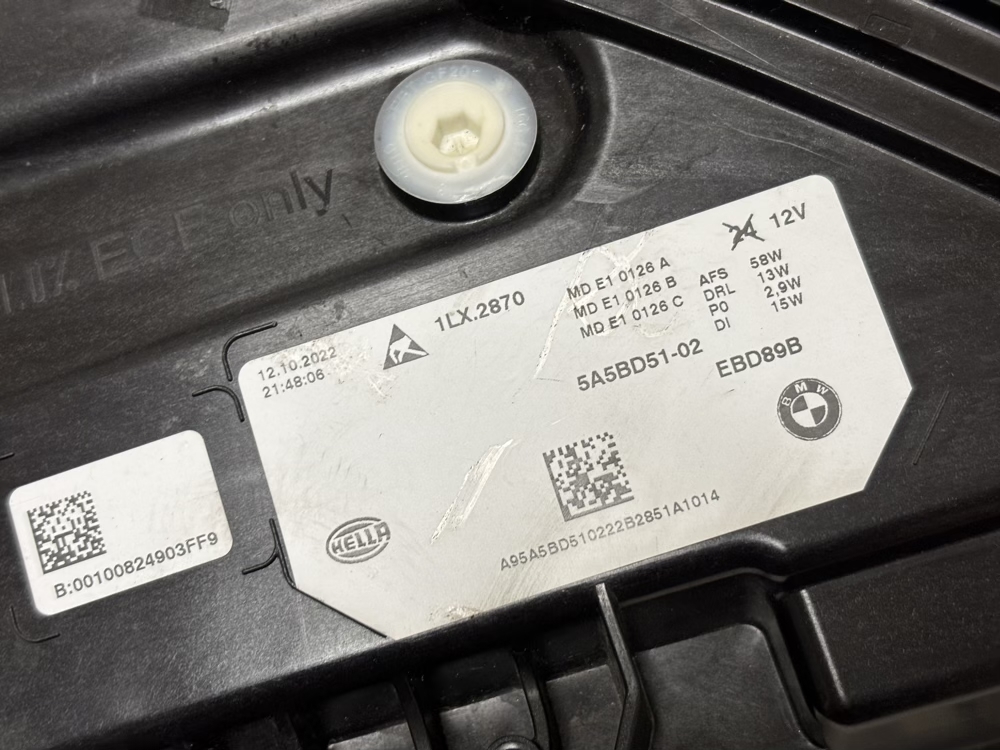 ECE only
12.10.2022
21:48:06
1LX.2870
MD E1 0126 A
MD E1 0126 B
MD E1 0126 C
AFS 58W
DRL 13W
P0 2,9W
DI 15W
24 12V
5A5BD51-02
EBD89B
BMW
HELLA
A95A5BD510222B2851A1014
B:00100824903FF9